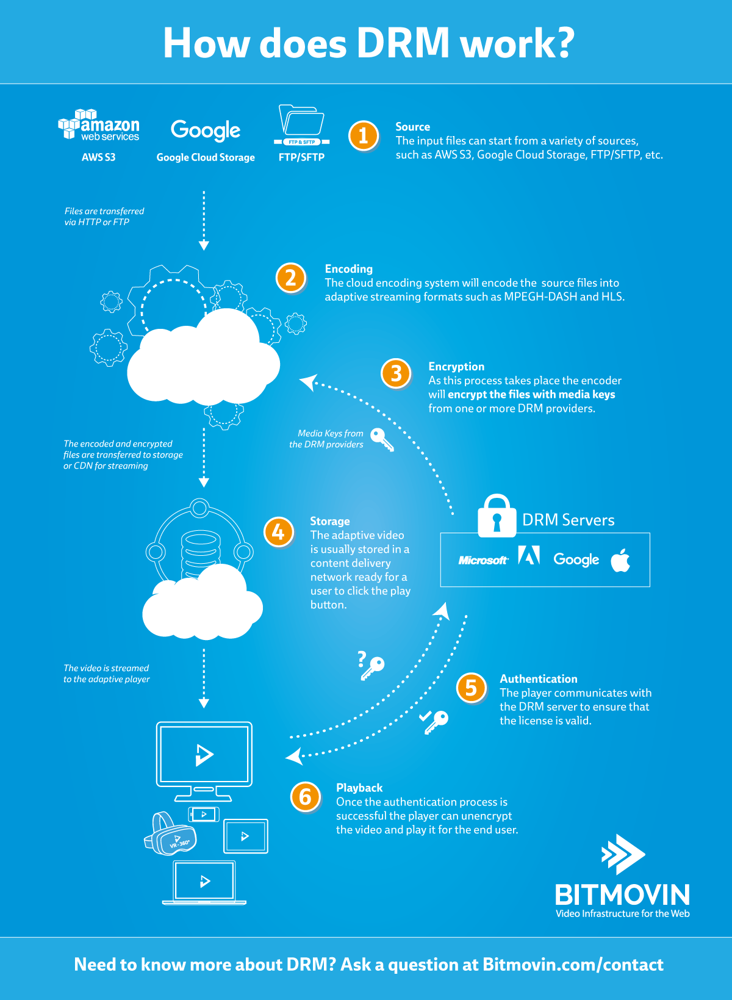 How does DRM work?
amazon
web services
AWS S3
Google
Google Cloud Storage
FTP & SFTP
FTP/SFTP
1
Source
The input files can start from a variety of sources,
such as AWS S3, Google Cloud Storage, FTP/SFTP, etc.
Files are transferred
via HTTP or FTP
2
Encoding
The cloud encoding system will encode the source files into
adaptive streaming formats such as MPEGH-DASH and HLS.
3
Encryption
As this process takes place the encoder
will encrypt the files with media keys
from one or more DRM providers.
Media Keys from
the DRM providers
The encoded and encrypted
files are transferred to storage
or CDN for streaming
DRM Servers
Microsoft
Google
4
Storage
The adaptive video
is usually stored in a
content delivery
network ready for a
user to click the play
button.
?
The video is streamed
to the adaptive player
5
Authentication
The player communicates with
the DRM server to ensure that
the license is valid.
6
Playback
Once the authentication process is
successful the player can unencrypt
the video and play it for the end user.
VR-360°
BITMOVIN
Video Infrastructure for the Web
Need to know more about DRM? Ask a question at Bitmovin.com/contact